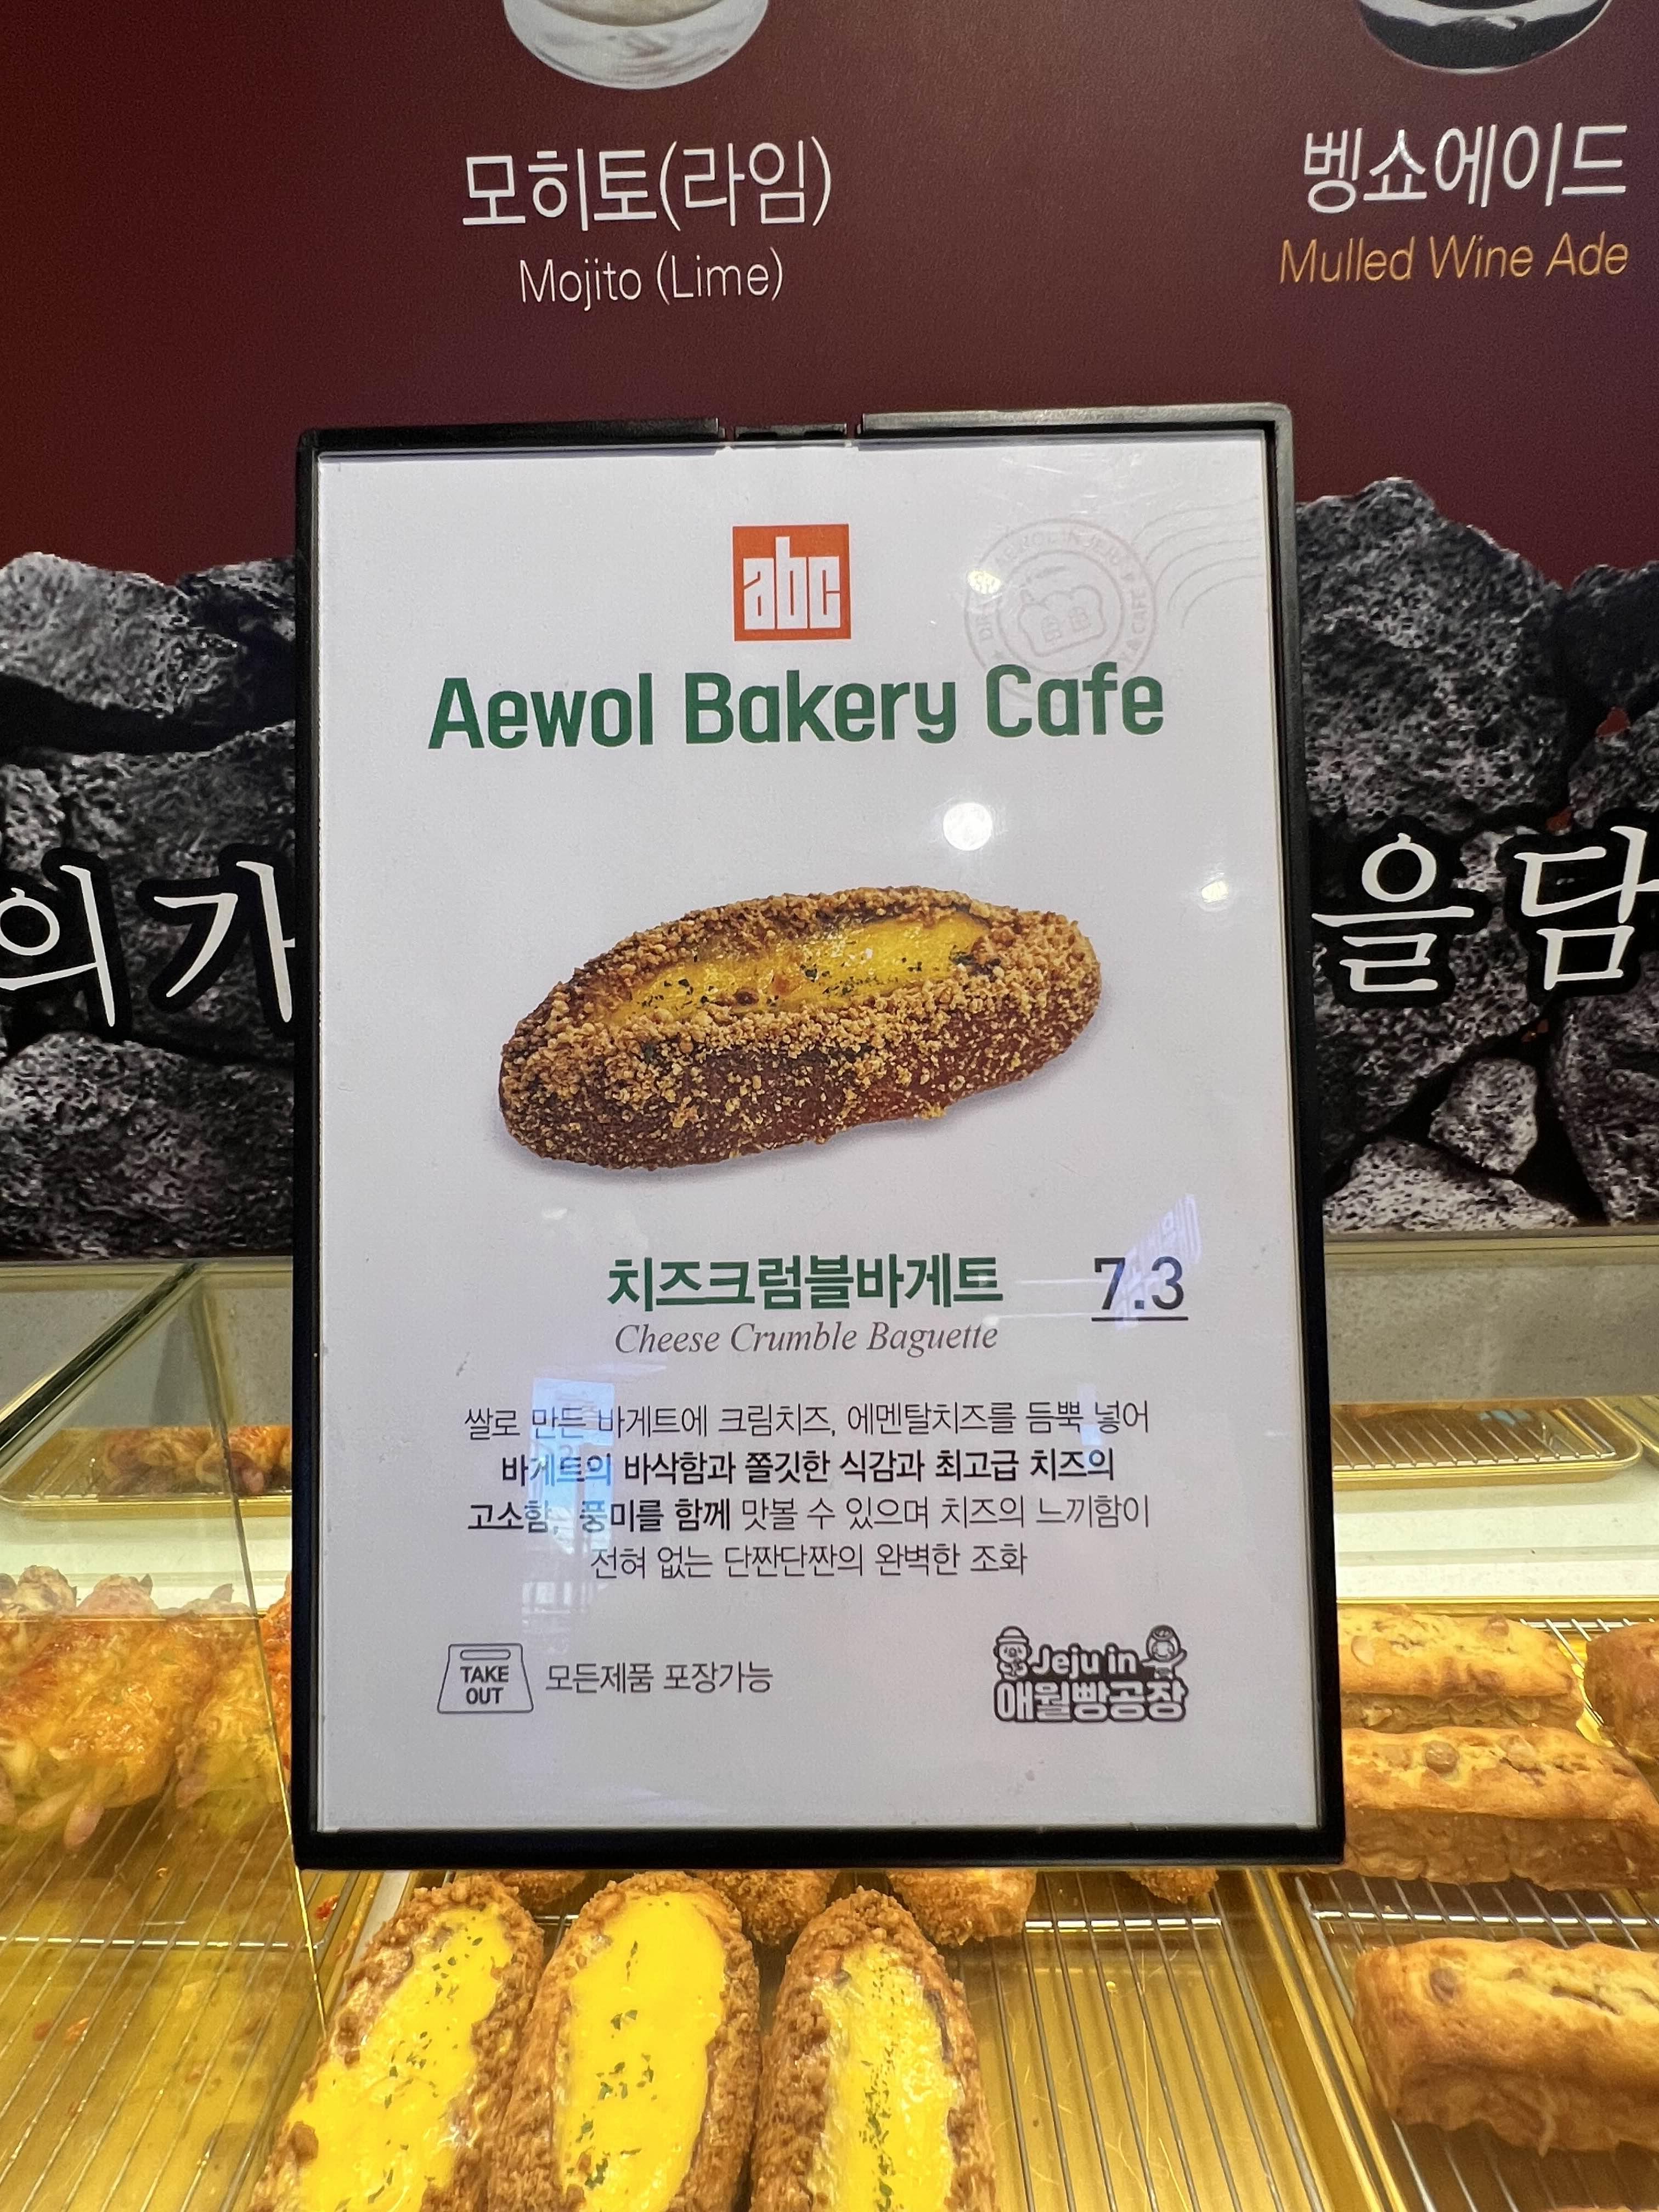 모히토(라임)
Mojito (Lime)
벵쇼에이드
Mulled Wine Ade
abc
Aewol Bakery Cafe
의 가
을 담
치즈크럼블바게트 7.3
Cheese Crumble Baguette
쌀로 만든 바게트에 크림치즈, 에멘탈치즈를 듬뿍 넣어
바게트의 바삭함과 쫄깃한 식감과 최고급 치즈의
고소함, 풍미를 함께 맛볼 수 있으며 치즈의 느끼함이
전혀 없는 단짠단짠의 완벽한 조화
TAKE
OUT
모든제품 포장가능
Jeju in
애월빵공장